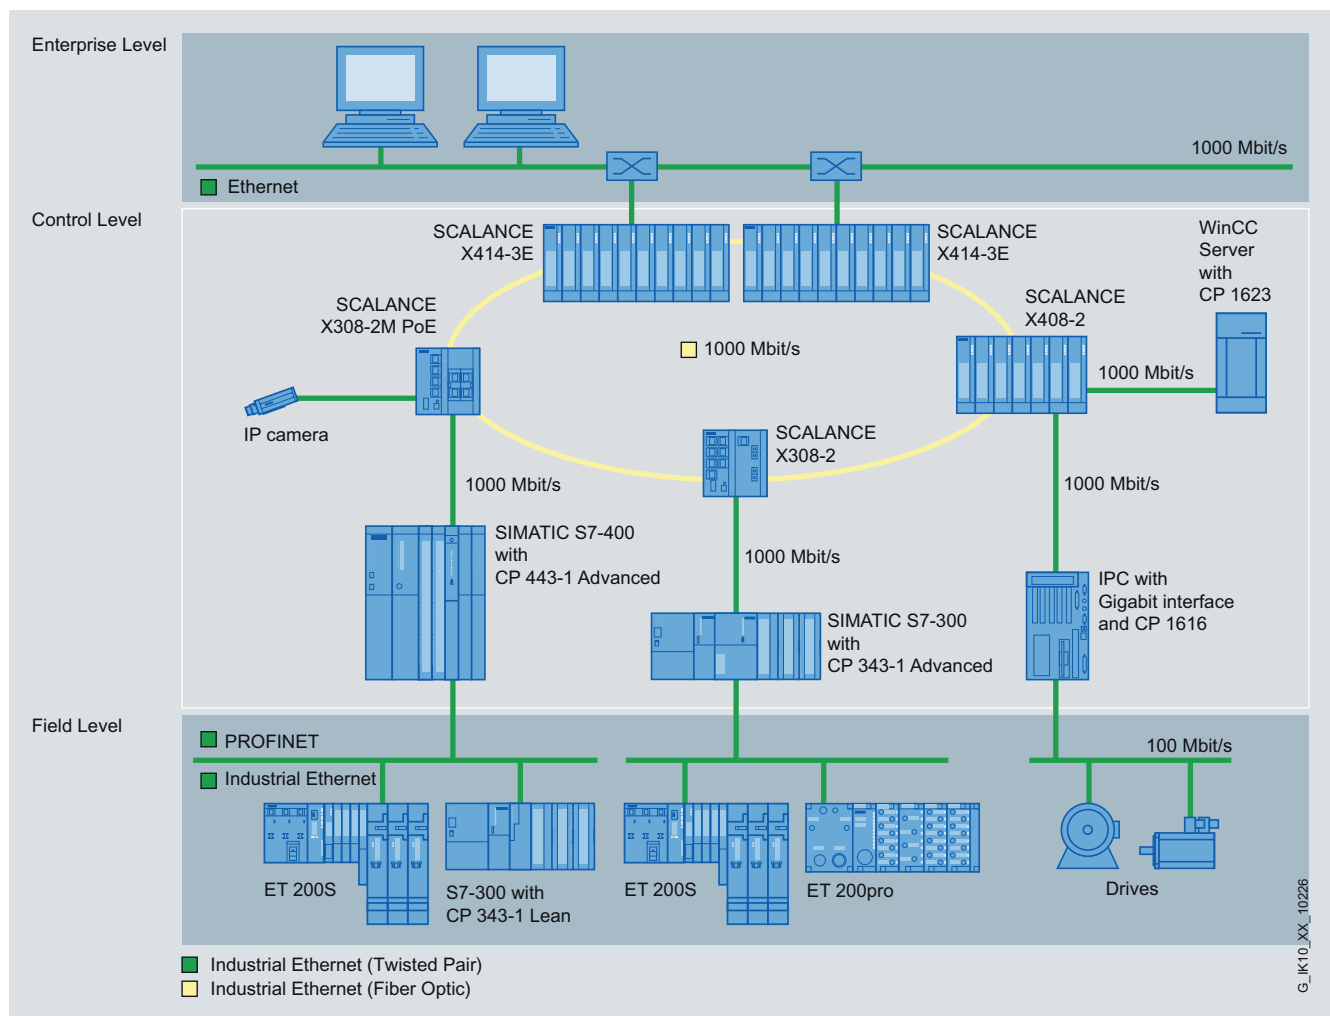 Enterprise Level
1000 Mbit/s
Ethernet
Control Level
SCALANCE
X414-3E
SCALANCE
X414-3E
WinCC
Server
with
CP 1623
SCALANCE
X308-2M PoE
SCALANCE
X408-2
1000 Mbit/s
1000 Mbit/s
IP camera
SCALANCE
X308-2
1000 Mbit/s
1000 Mbit/s
SIMATIC S7-400
with
CP 443-1 Advanced
1000 Mbit/s
IPC with
Gigabit interface
and CP 1616
SIMATIC S7-300
with
CP 343-1 Advanced
Field Level
PROFINET
100 Mbit/s
Industrial Ethernet
ET 200S
S7-300 with
CP 343-1 Lean
ET 200S
ET 200pro
Drives
G_IK10_XX_10226
Industrial Ethernet (Twisted Pair)
Industrial Ethernet (Fiber Optic)